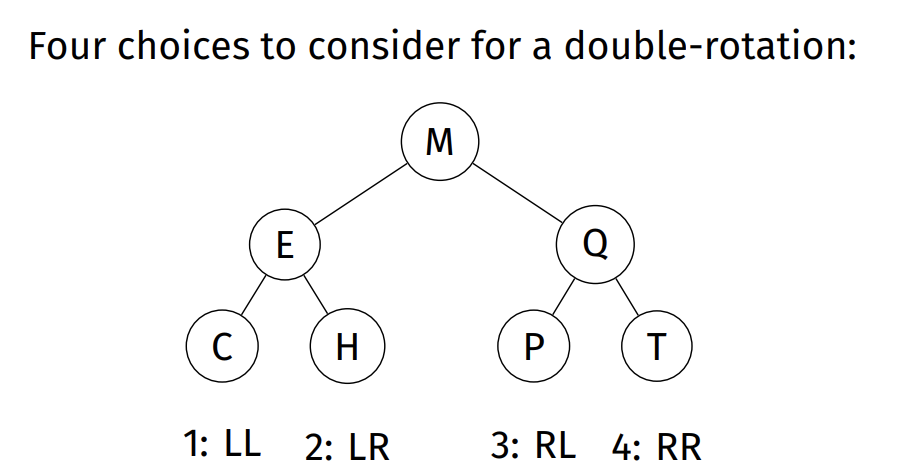 Four choices to consider for a double-rotation:
M
E Q
C H P T
1: LL 2: LR 3: RL 4: RR